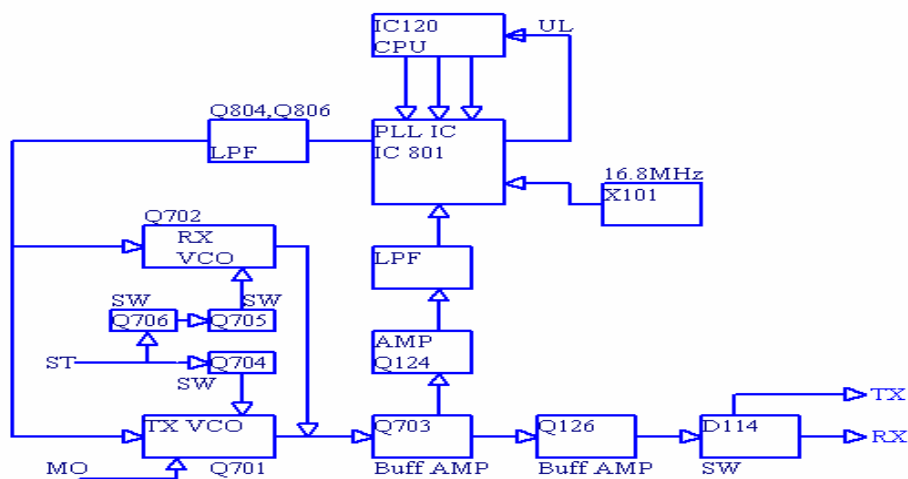 IC120
CPU
UL
Q804,Q806
LPF
PLL IC
IC 801
16.8MHz
X101
Q702
RX
VCO
LPF
SW
SW
Q706
Q705
ST
Q704
SW
AMP
Q124
TX VCO
Q703
Q126
D114
TX
RX
MO
Q701
Buff AMP
Buff AMP
SW